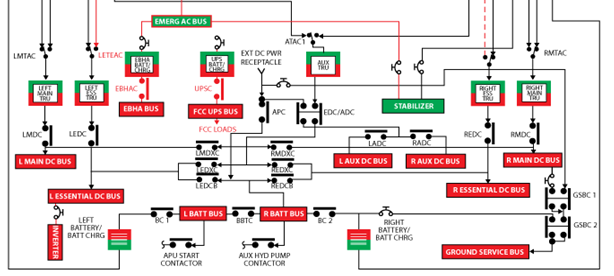 EMERG AC BUS
ATAC1
LMTAC
LETEAC
EBHA
BATT/
CHRG
UPS
BATT/
CHRG
EXT DC PWR
RECEPTACLE
AUX
TRU
RMTAC
LEFT
MAIN
TRU
LEFT
ESS
TRU
EBHAC
UPSC
RIGHT
ESS
TRU
RIGHT
MAIN
TRU
EBHA BUS
FCC UPS BUS
APC
EDC/ADC
STABILIZER
FCC LOADS
LMDC
LEDC
LADC
RADC
REDC
RMDC
LMDXC
RMDXC
L MAIN DC BUS
L AUX DC BUS
R AUX DC BUS
R MAIN DC BUS
LEDXC
REDXC
LEDCB
REDCB
L ESSENTIAL DC BUS
R ESSENTIAL DC BUS
GSBC 1
LEFT
BATTERY/
BATT CHRG
BC 1
L BATT BUS
BBTC
R BATT BUS
BC 2
RIGHT
BATTERY/
BATT CHRG
GSBC 2
INVERTER
APU START
CONTACTOR
AUX HYD PUMP
CONTACTOR
GROUND SERVICE BUS